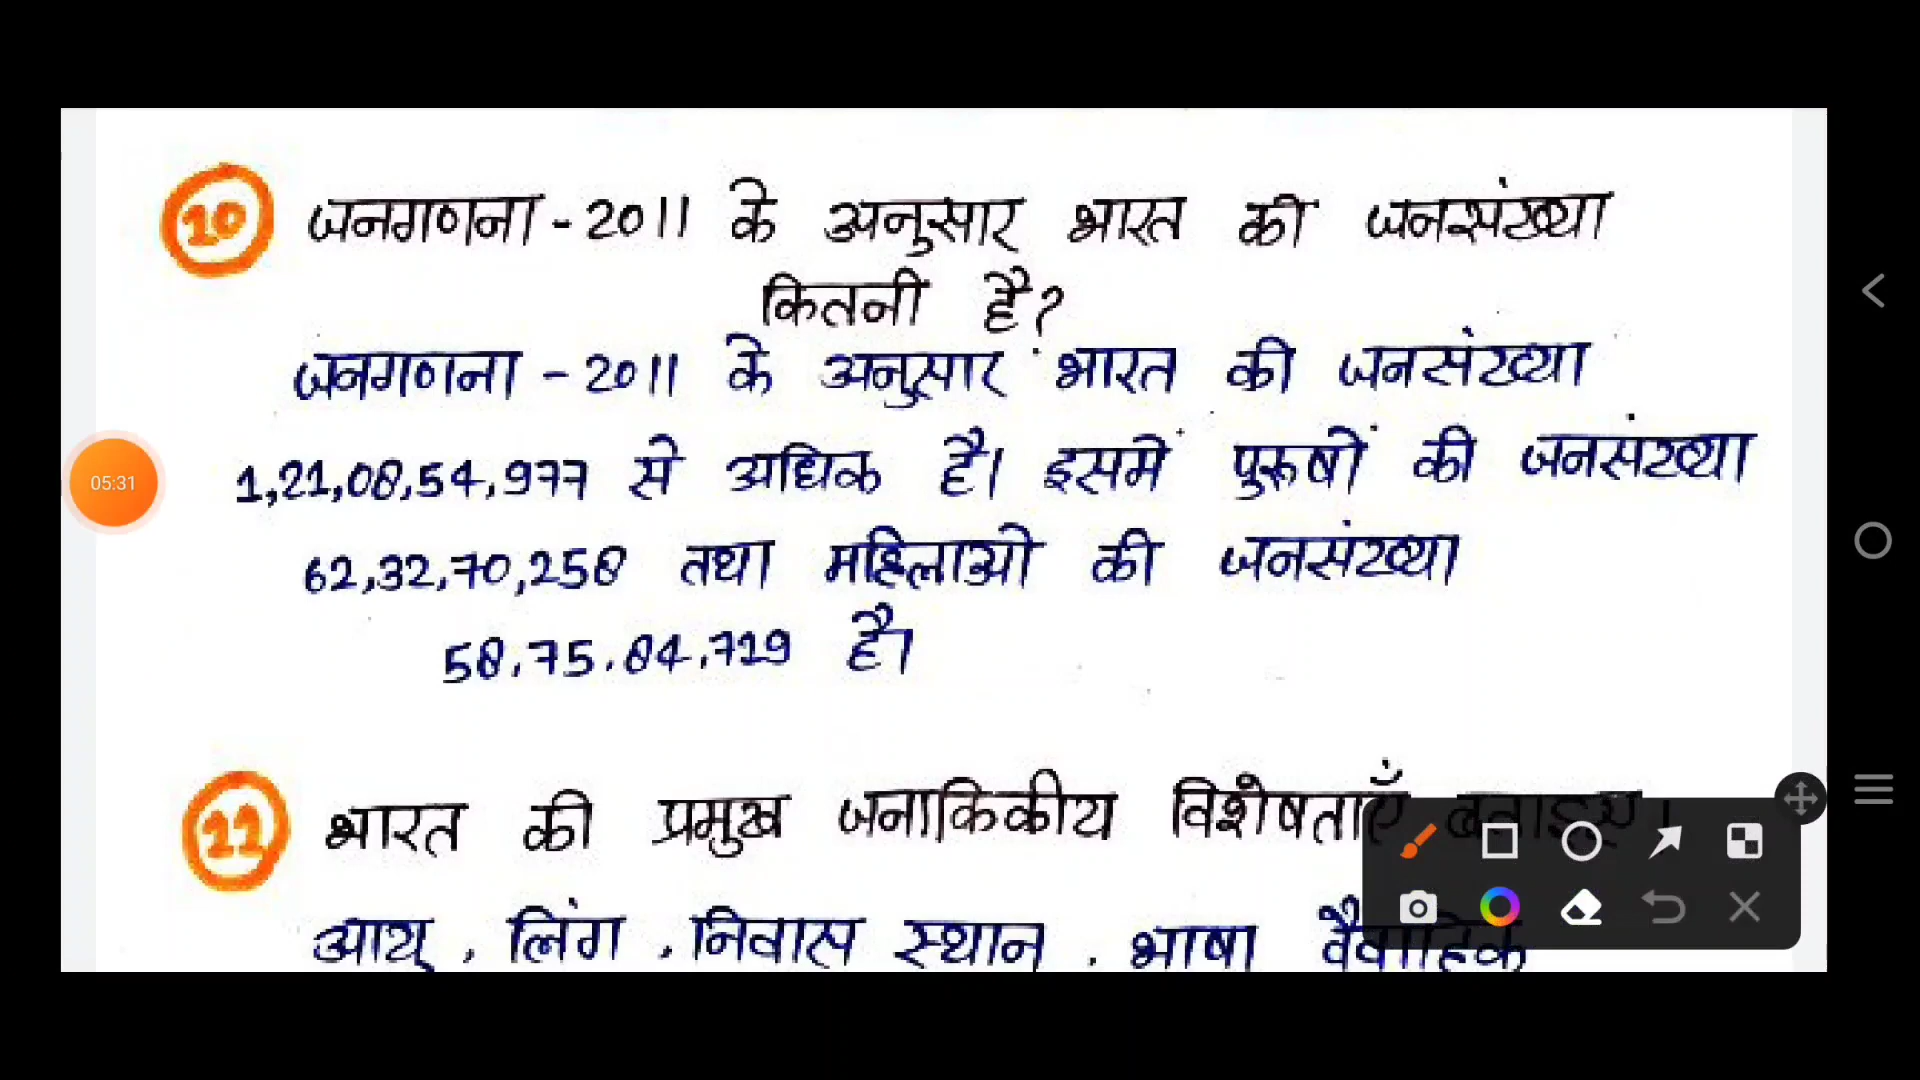 10 जनगणना - 2011 के अनुसार भारत की जनसंख्या
कितनी है?
जनगणना - 2011 के अनुसार भारत की जनसंख्या
1,21,08,54,977 से अधिक है। इसमें पुरुषों की जनसंख्या
05:31
62,32,70,258 तथा महिलाओ की जनसंख्या
58,75,84,719 है।
11 भारत की प्रमुख जनाकिकीय विशेषताएँ
आयु, लिंग, निवास स्थान, भाषा वैवाहिक